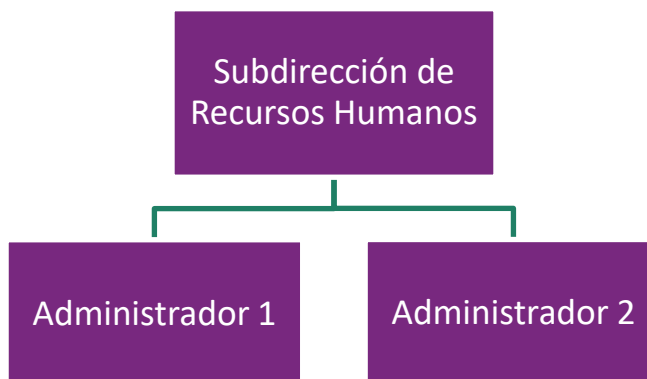 Subdirección de
Recursos Humanos
Administrador 1
Administrador 2